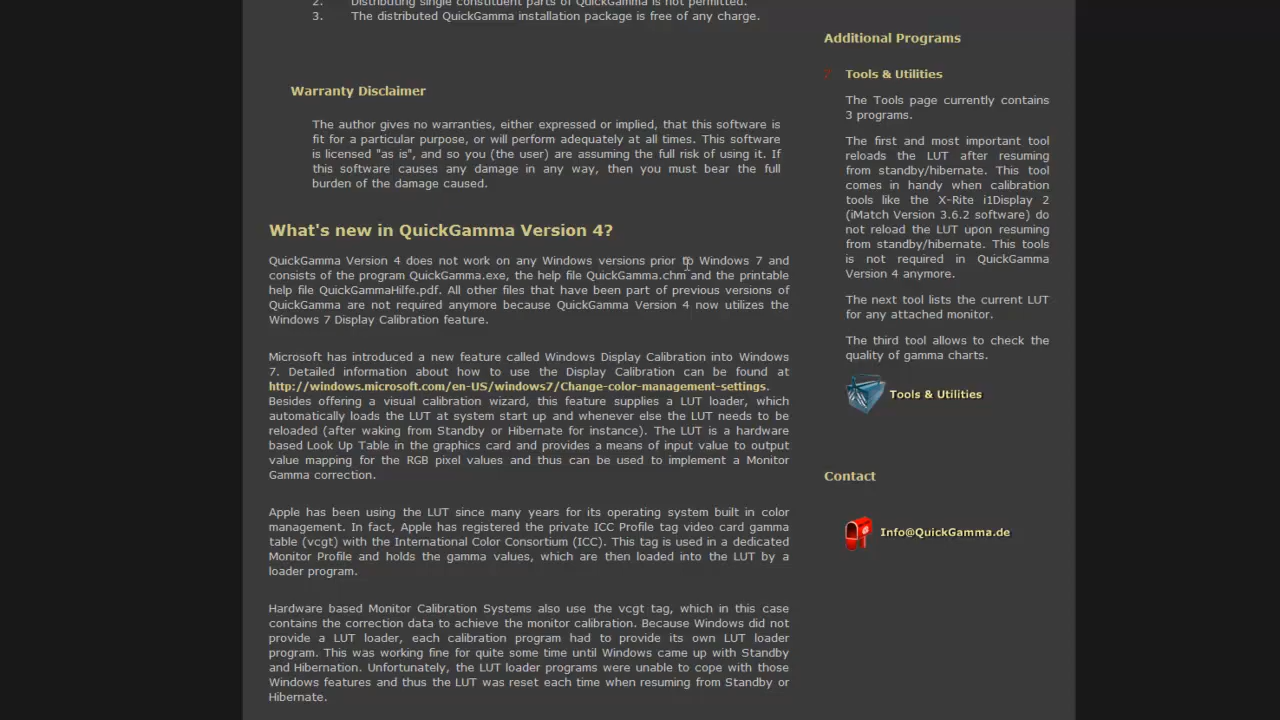 2. Distributing single constituent parts of QuickGamma is not permitted.
3. The distributed QuickGamma installation package is free of any charge.
Warranty Disclaimer
The author gives no warranties, either expressed or implied, that this software is
fit for a particular purpose, or will perform adequately at all times. This software
is licensed "as is", and so you (the user) are assuming the full risk of using it. If
this software causes any damage in any way, then you must bear the full
burden of the damage caused.
What's new in QuickGamma Version 4?
QuickGamma Version 4 does not work on any Windows versions prior to Windows 7 and
consists of the program QuickGamma.exe, the help file QuickGamma.chm and the printable
help file QuickGammaHilfe.pdf. All other files that have been part of previous versions of
QuickGamma are not required anymore because QuickGamma Version 4 now utilizes the
Windows 7 Display Calibration feature.
Microsoft has introduced a new feature called Windows Display Calibration into Windows
7. Detailed information about how to use the Display Calibration can be found at
http://windows.microsoft.com/en-US/windows7/Change-color-management-settings.
Besides offering a visual calibration wizard, this feature supplies a LUT loader, which
automatically loads the LUT at system start up and whenever else the LUT needs to be
reloaded (after waking from Standby or Hibernate for instance). The LUT is a hardware
based Look Up Table in the graphics card and provides a means of input value to output
value mapping for the RGB pixel values and thus can be used to implement a Monitor
Gamma correction.
Apple has been using the LUT since many years for its operating system built in color
management. In fact, Apple has registered the private ICC Profile tag video card gamma
table (vcgt) with the International Color Consortium (ICC). This tag is used in a dedicated
Monitor Profile and holds the gamma values, which are then loaded into the LUT by a
loader program.
Hardware based Monitor Calibration Systems also use the vcgt tag, which in this case
contains the correction data to achieve the monitor calibration. Because Windows did not
provide a LUT loader, each calibration program had to provide its own LUT loader
program. This was working fine for quite some time until Windows came up with Standby
and Hibernation. Unfortunately, the LUT loader programs were unable to cope with those
Windows features and thus the LUT was reset each time when resuming from Standby or
Hibernate.
Additional Programs
Tools & Utilities
The Tools page currently contains
3 programs.
The first and most important tool
reloads the LUT after resuming
from standby/hibernate. This tool
comes in handy when calibration
tools like the X-Rite i1Display 2
(iMatch Version 3.6.2 software) do
not reload the LUT upon resuming
from standby/hibernate. This tools
is not required in QuickGamma
Version 4 anymore.
The next tool lists the current LUT
for any attached monitor.
The third tool allows to check the
quality of gamma charts.
Tools & Utilities
Contact
Info@QuickGamma.de